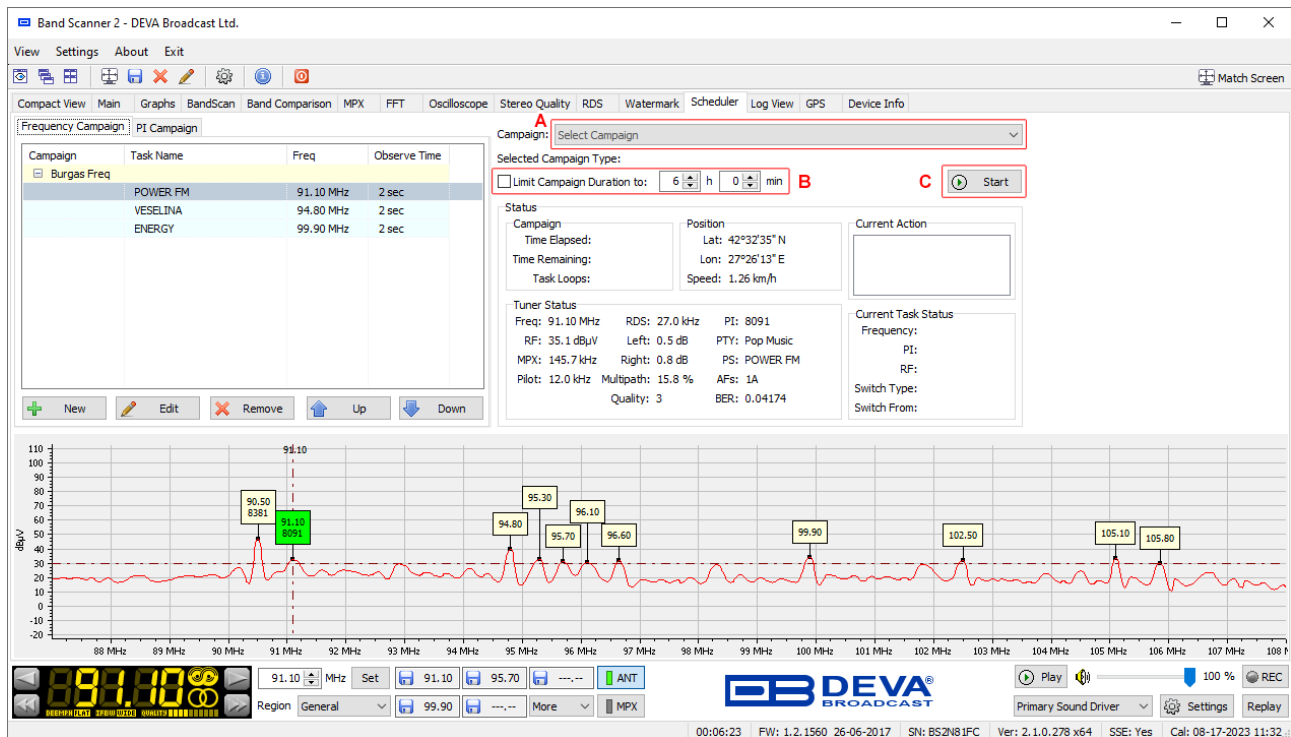 Band Scanner 2 - DEVA Broadcast Ltd.
View Settings About Exit
Match Screen
Compact View Main Graphs BandScan Band Comparison MPX FFT Oscilloscope Stereo Quality RDS Watermark Scheduler Log View GPS Device Info
Frequency Campaign PI Campaign
Campaign Task Name Freq Observe Time
Burgas Freq
POWER FM 91.10 MHz 2 sec
VESELINA 94.80 MHz 2 sec
ENERGY 99.90 MHz 2 sec
New Edit Remove Up Down
A
Campaign: Select Campaign
Selected Campaign Type:
Limit Campaign Duration to: 6 h 0 min B
C Start
Status
Campaign
Time Elapsed:
Time Remaining:
Task Loops:
Position
Lat: 42°32'35" N
Lon: 27°26'13" E
Speed: 1.26 km/h
Current Action
Tuner Status
Freq: 91.10 MHz RDS: 27.0 kHz PI: 8091
RF: 35.1 dBµV Left: 0.5 dB PTY: Pop Music
MPX: 145.7 kHz Right: 0.8 dB PS: POWER FM
Pilot: 12.0 kHz Multipath: 15.8 % AFs: 1A
Quality: 3 BER: 0.04174
Current Task Status
Frequency:
PI:
RF:
Switch Type:
Switch From:
110
100
90
80
70
60
50
40
30
20
10
0
-10
-20
dBµV
91.10
90.50
8381
91.10
8091
94.80
95.30
95.70
96.10
96.60
99.90
102.50
105.10
105.80
88 MHz 89 MHz 90 MHz 91 MHz 92 MHz 93 MHz 94 MHz 95 MHz 96 MHz 97 MHz 98 MHz 99 MHz 100 MHz 101 MHz 102 MHz 103 MHz 104 MHz 105 MHz 106 MHz 107 MHz 108 M
91.10
DEEMPH FLAT IFBW WIDE QUALITY
91.10 MHz Set 91.10 95.70 ---.-- ANT
Region General 99.90 ---.-- More MPX
DEVA®
BROADCAST
Play 100 % REC
Primary Sound Driver Settings Replay
00:06:23 FW: 1.2.1560 26-06-2017 SN: BS2N81FC Ver: 2.1.0.278 x64 SSE: Yes Cal: 08-17-2023 11:32